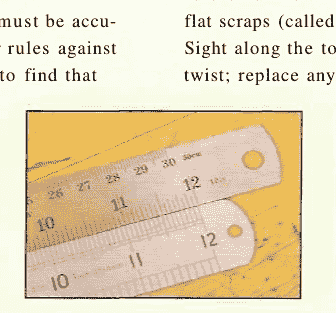 must be accu-
rules against
to find that
flat scraps (called
Sight along the to
twist; replace any
26 27 28 29 30
10 11 12
10 11 12